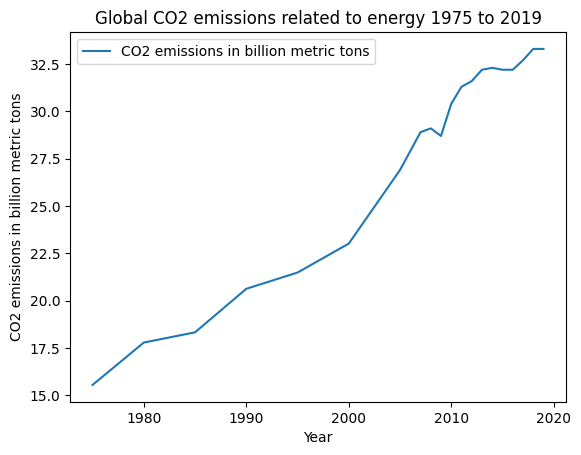 Global CO2 emissions related to energy 1975 to 2019
CO2 emissions in billion metric tons
CO2 emissions in billion metric tons
32.5
30.0
27.5
25.0
22.5
20.0
17.5
15.0
1980 1990 2000 2010 2020
Year